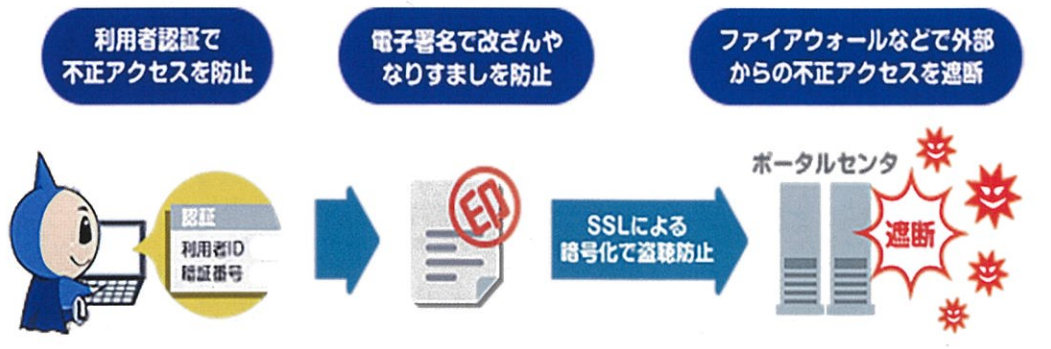 利用者認証で
不正アクセスを防止
電子署名で改ざんや
なりすましを防止
ファイアウォールなどで外部
からの不正アクセスを遮断
認証
利用者ID
暗証番号
印
SSLによる
暗号化で盗聴防止
ポータルセンタ
遮断